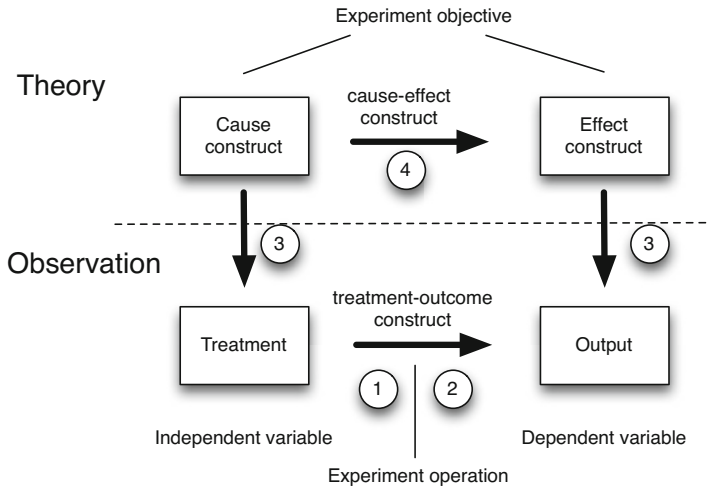 Experiment objective
Theory
cause-effect
construct
Cause
construct
Effect
construct
4
3
3
Observation
treatment-outcome
construct
Treatment
Output
1
2
Independent variable
Dependent variable
Experiment operation